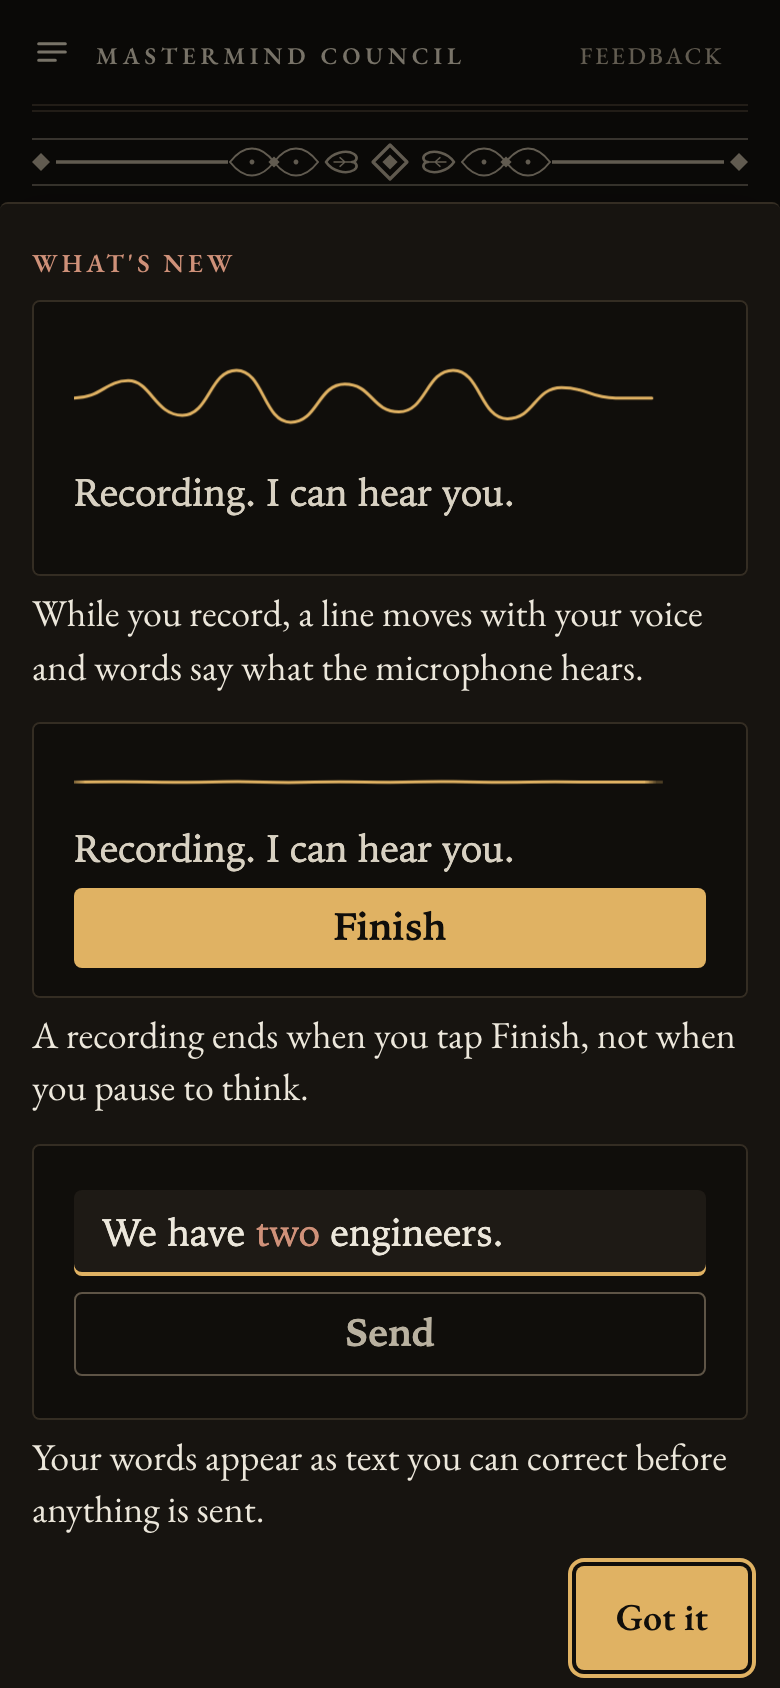 MASTERMIND COUNCIL
FEEDBACK
WHAT'S NEW
Recording. I can hear you.
While you record, a line moves with your voice
and words say what the microphone hears.
Recording. I can hear you.
Finish
A recording ends when you tap Finish, not when
you pause to think.
We have two engineers.
Send
Your words appear as text you can correct before
anything is sent.
Got it